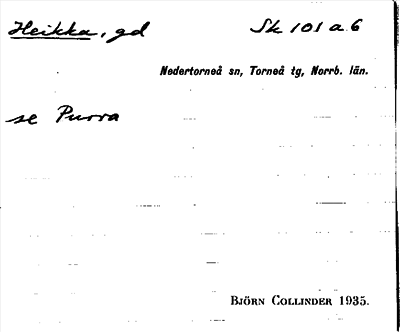 Heikka, gd Sk 101 a. 6
Nedertorneå sn, Torneå tg, Norrb. län.
se Purra
Björn Collinder 1935.